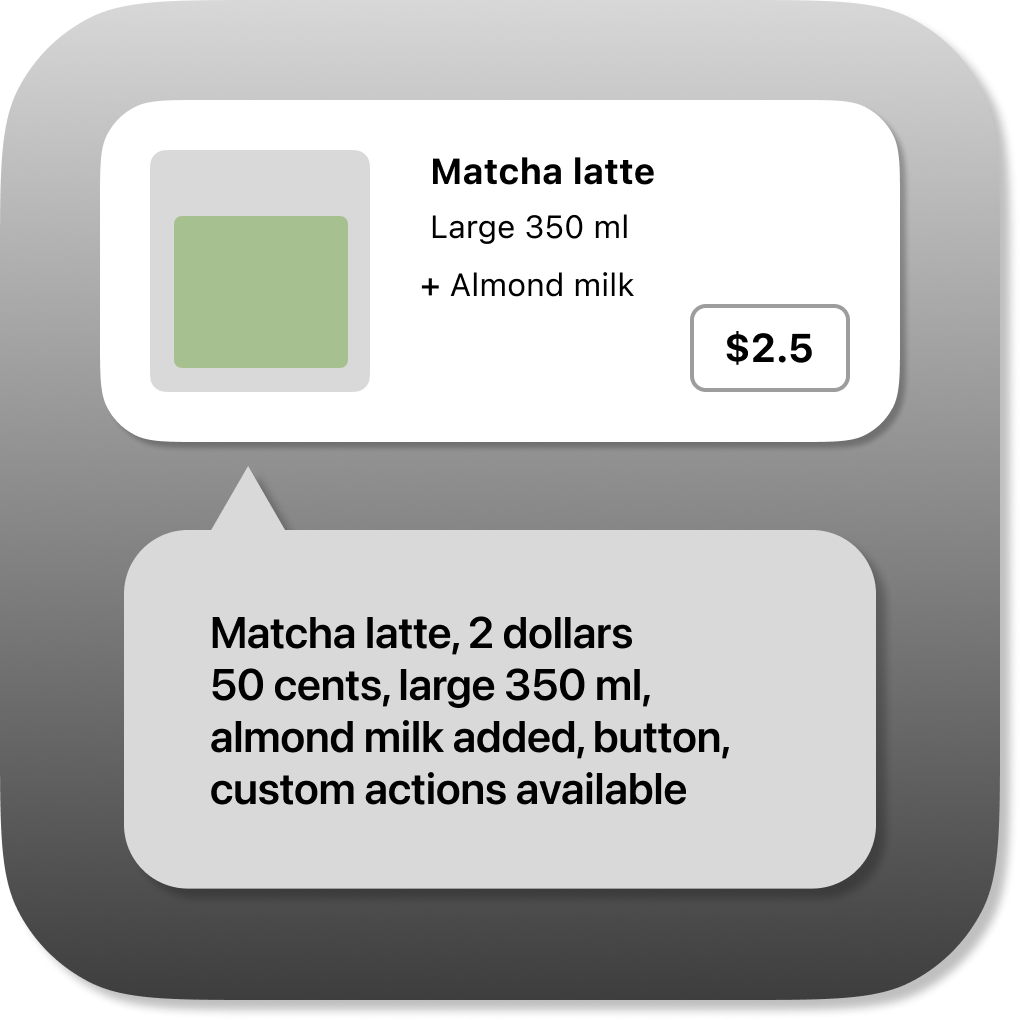 Matcha latte
Large 350 ml
+ Almond milk
$2.5
Matcha latte, 2 dollars
50 cents, large 350 ml,
almond milk added, button,
custom actions available